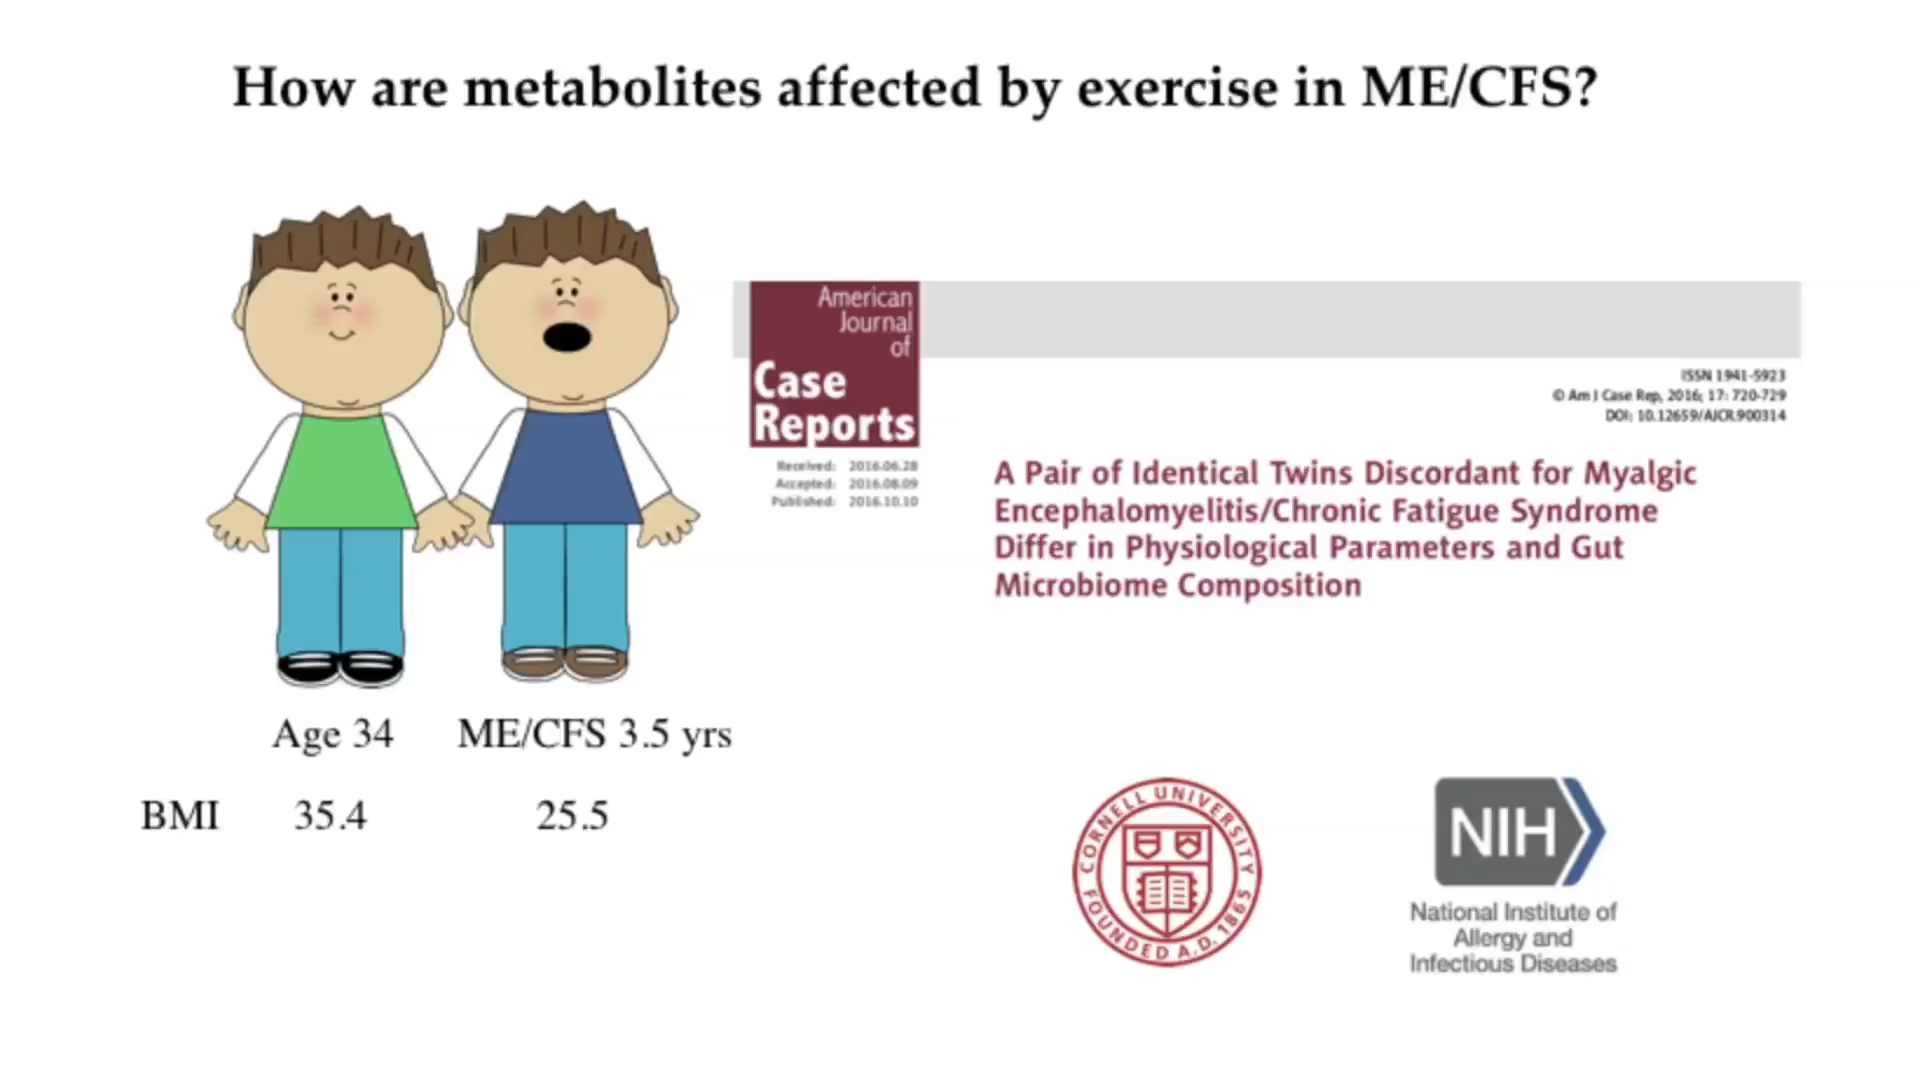 How are metabolites affected by exercise in ME/CFS?
American
Journal
of
Case
Reports
ISSN 1941-5923
© Am J Case Rep, 2016; 17: 720-729
DOI: 10.12659/AJCR.900314
Received: 2016.06.28
Accepted: 2016.08.09
Published: 2016.10.10
A Pair of Identical Twins Discordant for Myalgic
Encephalomyelitis/Chronic Fatigue Syndrome
Differ in Physiological Parameters and Gut
Microbiome Composition
Age 34 ME/CFS 3.5 yrs
BMI 35.4 25.5
CORNELL UNIVERSITY
FOUNDED A.D. 1865
NIH
National Institute of
Allergy and
Infectious Diseases